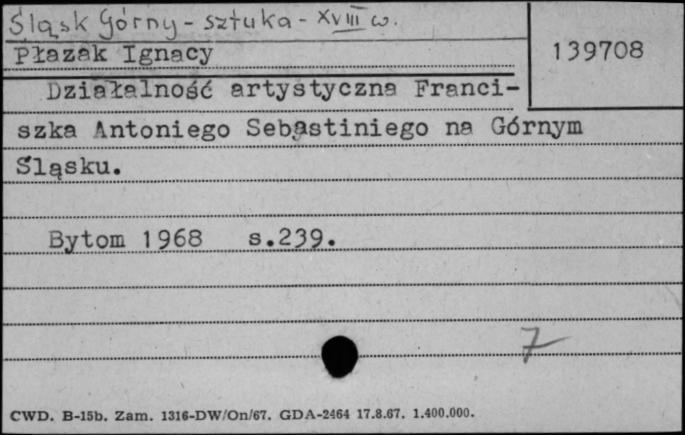 Śląsk Górny - sztuka - XVIII w.
Płazak Ignacy
139708
Działalność artystyczna Franci-
szka Antoniego Sebastiniego na Górnym
Śląsku.
Bytom 1968 s.239.
7
CWD. B-15b. Zam. 1316-DW/On/67. GDA-2464 17.8.67. 1.400.000.